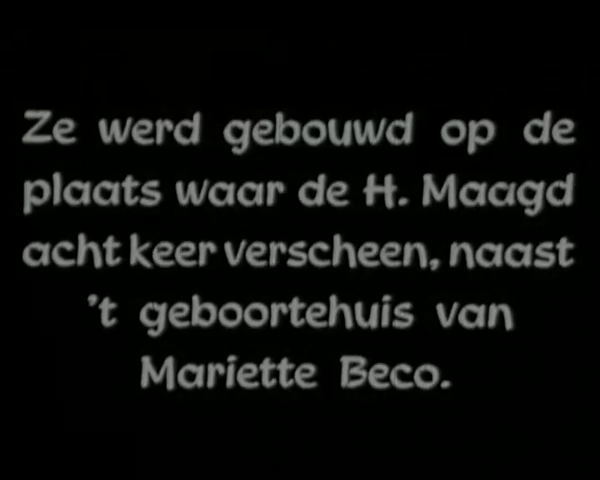 Ze werd gebouwd op de
plaats waar de H. Maagd
acht keer verscheen, naast
't geboortehuis van
Mariette Beco.